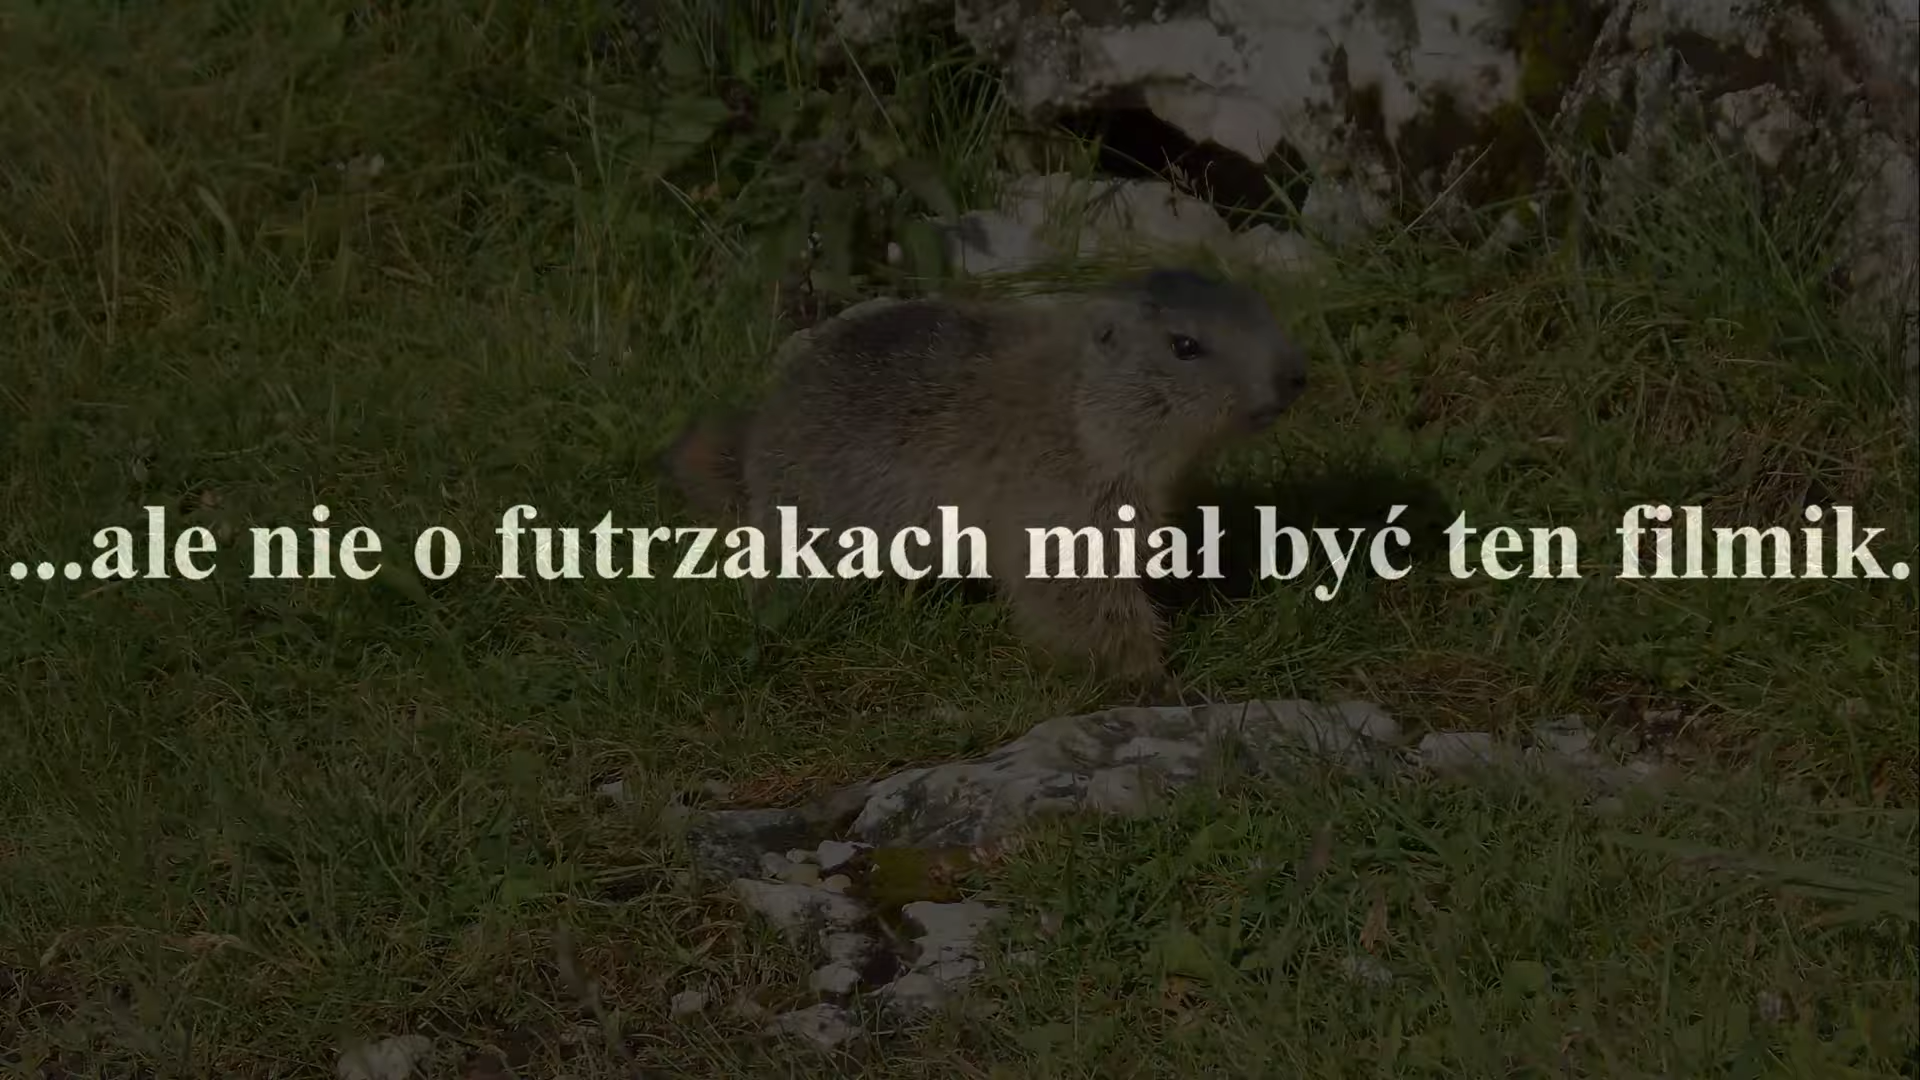 ...ale nie o futrzakach miał być ten filmik.